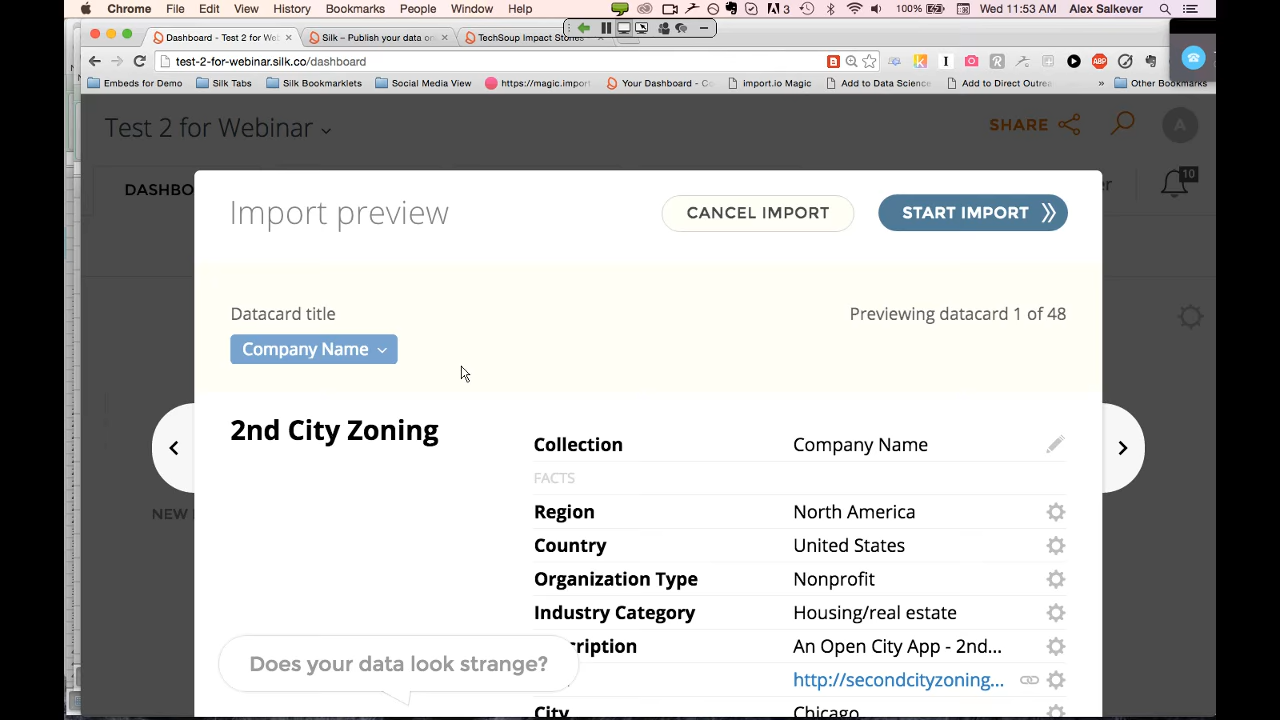 Chrome File Edit View History Bookmarks People Window Help 3 100% Wed 11:53 AM Alex Salkever
Dashboard - Test 2 for We Silk – Publish your data on TechSoup Impact Stories
test-2-for-webinar.silk.co/dashboard
Embeds for Demo Silk Tabs Silk Bookmarklets Social Media View https://magic.import Your Dashboard - Go import.io Magic Add to Data Science Add to Direct Outrea » Other Bookmarks
Test 2 for Webinar SHARE A
DASHBO er 10
Import preview CANCEL IMPORT START IMPORT
Datacard title Previewing datacard 1 of 48
Company Name
2nd City Zoning
Collection Company Name
FACTS
NEW
Region North America
Country United States
Organization Type Nonprofit
Industry Category Housing/real estate
ription An Open City App - 2nd...
Does your data look strange?
http://secondcityzoning...
City Chicago